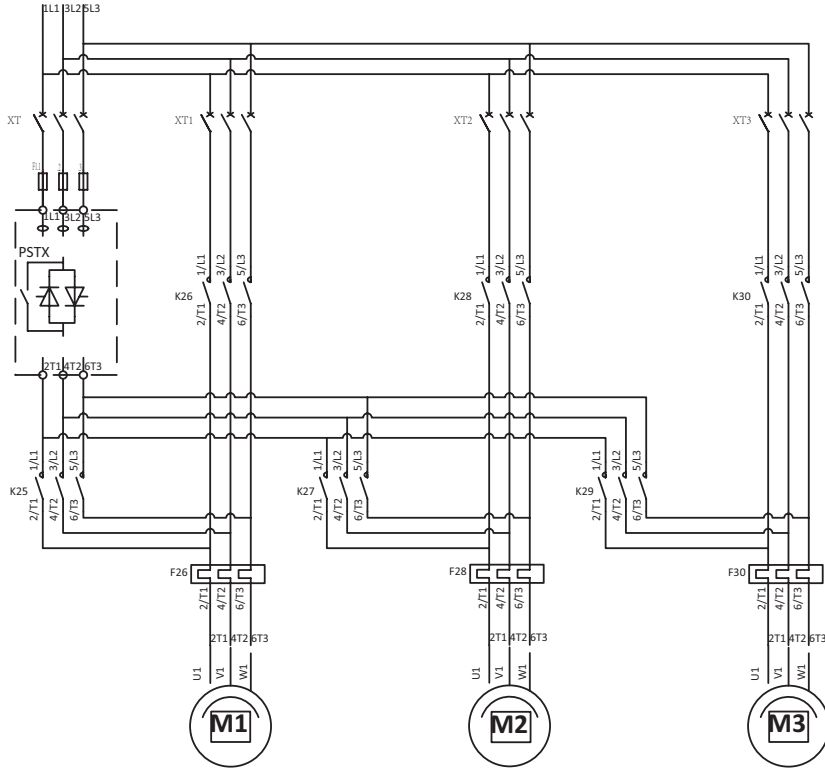 1L1 3L2 5L3
XT XT1 XT2 XT3
1L1 3L2 5L3
PSTX
1/L1 3/L2 5/L3 1/L1 3/L2 5/L3 1/L1 3/L2 5/L3
K26 K28 K30
2/T1 4/T2 6/T3 2/T1 4/T2 6/T3 2/T1 4/T2 6/T3
2T1 4T2 6T3
1/L1 3/L2 5/L3 1/L1 3/L2 5/L3 1/L1 3/L2 5/L3
K25 K27 K29
2/T1 4/T2 6/T3 2/T1 4/T2 6/T3 2/T1 4/T2 6/T3
F26 F28 F30
2/T1 4/T2 6/T3 2/T1 4/T2 6/T3 2/T1 4/T2 6/T3
2T1 4T2 6T3 2T1 4T2 6T3 2T1 4T2 6T3
U1 V1 W1 U1 V1 W1 U1 V1 W1
M1 M2 M3